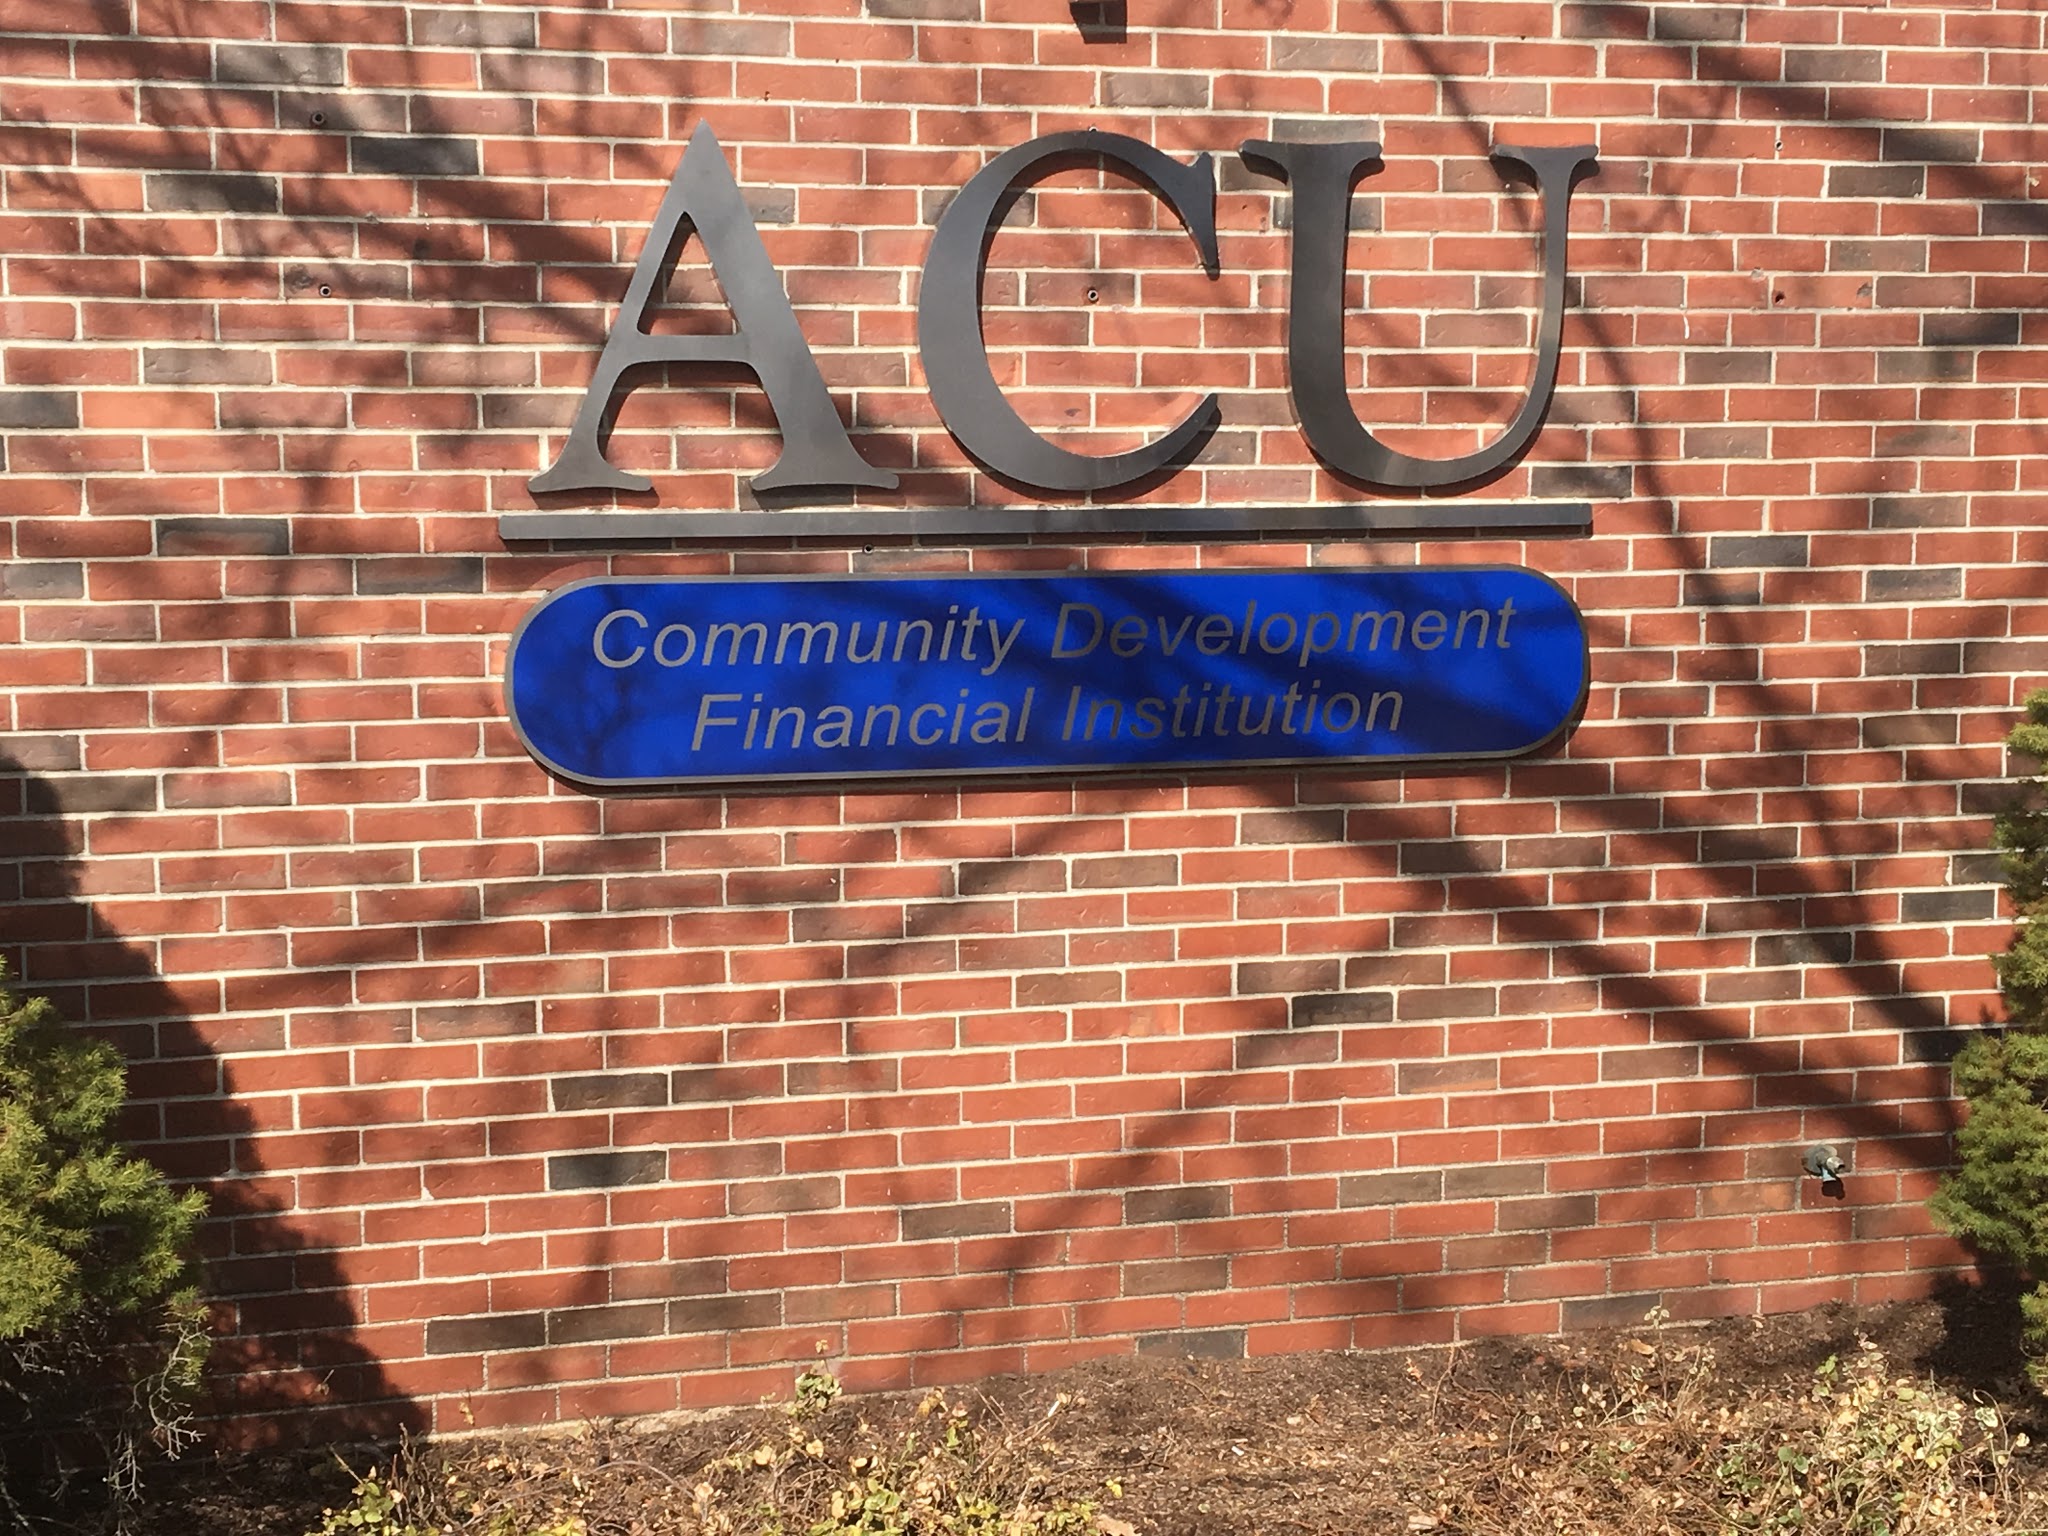 ACU
Community Development
Financial Institution